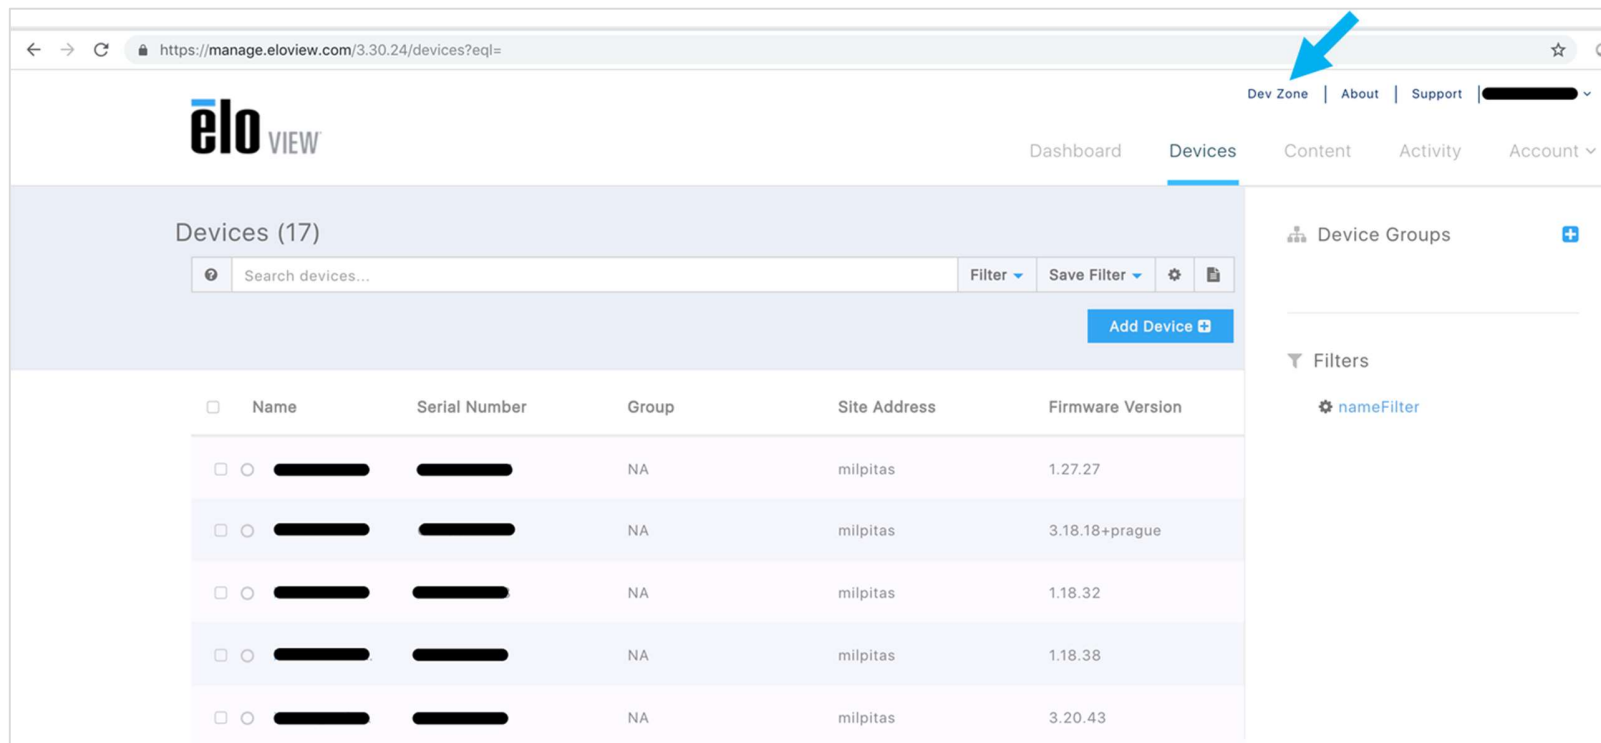 https://manage.eloview.com/3.30.24/devices?eql=
Dev Zone | About | Support |
ēlo VIEW
Dashboard Devices Content Activity Account
Devices (17)
Search devices...
Filter Save Filter
Add Device
Device Groups
Filters
nameFilter
Name Serial Number Group Site Address Firmware Version
NA milpitas 1.27.27
NA milpitas 3.18.18+prague
NA milpitas 1.18.32
NA milpitas 1.18.38
NA milpitas 3.20.43